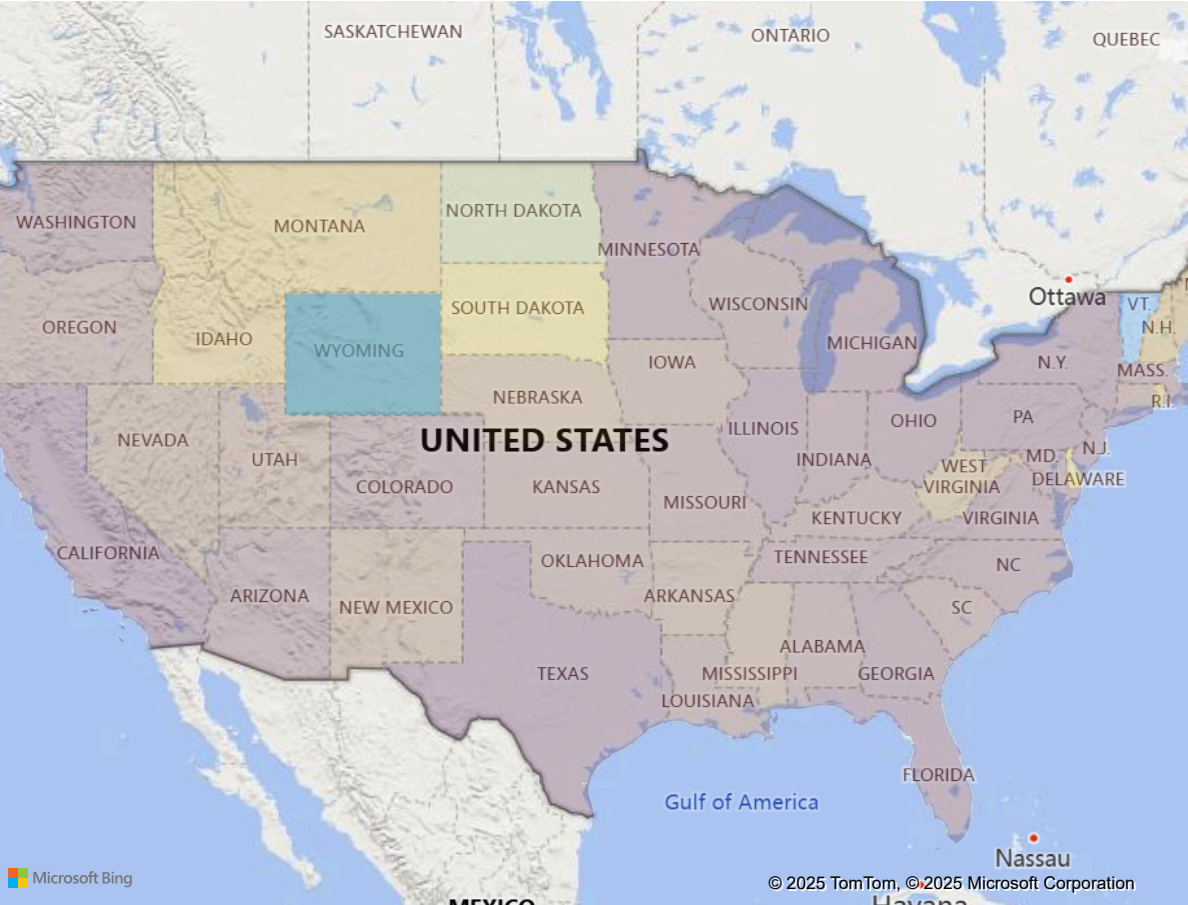 SASKATCHEWAN
ONTARIO
QUEBEC
WASHINGTON
MONTANA
NORTH DAKOTA
MINNESOTA
Ottawa
OREGON
IDAHO
WYOMING
SOUTH DAKOTA
WISCONSIN
MICHIGAN
VT.
N.H.
IOWA
N.Y.
MASS.
NEBRASKA
R.I.
NEVADA
UTAH
UNITED STATES
ILLINOIS
INDIANA
OHIO
PA
N.J.
MD.
COLORADO
KANSAS
MISSOURI
WEST
VIRGINIA
DELAWARE
KENTUCKY
VIRGINIA
CALIFORNIA
OKLAHOMA
TENNESSEE
NC
ARIZONA
NEW MEXICO
ARKANSAS
SC
TEXAS
ALABAMA
MISSISSIPPI
GEORGIA
LOUISIANA
FLORIDA
Gulf of America
Nassau
Microsoft Bing
© 2025 TomTom, © 2025 Microsoft Corporation
Havana
MEXICO